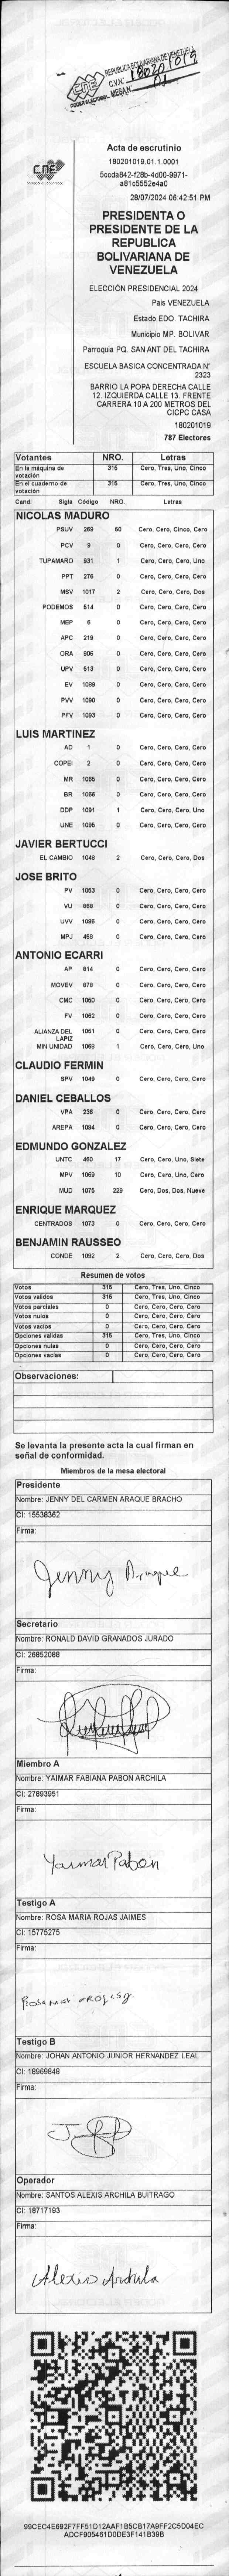 REPUBLICA BOLIVARIANA DE VENEZUELA
C.V.N° 180201019
MESA N° 01
PODER ELECTORAL
CNE
Acta de escrutinio
180201019.01.1.0001
5ccda842-f28b-4d00-9971-
a81c5552e4a0
28/07/2024 06:42:51 PM
PRESIDENTA O
PRESIDENTE DE LA
REPUBLICA
BOLIVARIANA DE
VENEZUELA
ELECCIÓN PRESIDENCIAL 2024
Pais VENEZUELA
Estado EDO. TACHIRA
Municipio MP. BOLIVAR
Parroquia PQ. SAN ANT DEL TACHIRA
ESCUELA BASICA CONCENTRADA N°
2323
BARRIO LA POPA DERECHA CALLE
12. IZQUIERDA CALLE 13. FRENTE
CARRERA 10 A 200 METROS DEL
CICPC CASA
180201019
787 Electores
Votantes NRO. Letras
En la máquina de votación 315 Cero, Tres, Uno, Cinco
En el cuaderno de votación 315 Cero, Tres, Uno, Cinco
Cand. Sigla Código NRO. Letras
NICOLAS MADURO
PSUV 269 50 Cero, Cero, Cinco, Cero
PCV 9 0 Cero, Cero, Cero, Cero
TUPAMARO 931 1 Cero, Cero, Cero, Uno
PPT 276 0 Cero, Cero, Cero, Cero
MSV 1017 2 Cero, Cero, Cero, Dos
PODEMOS 514 0 Cero, Cero, Cero, Cero
MEP 6 0 Cero, Cero, Cero, Cero
APC 219 0 Cero, Cero, Cero, Cero
ORA 906 0 Cero, Cero, Cero, Cero
UPV 513 0 Cero, Cero, Cero, Cero
EV 1089 0 Cero, Cero, Cero, Cero
PVV 1090 0 Cero, Cero, Cero, Cero
PFV 1093 0 Cero, Cero, Cero, Cero
LUIS MARTINEZ
AD 1 0 Cero, Cero, Cero, Cero
COPEI 2 0 Cero, Cero, Cero, Cero
MR 1065 0 Cero, Cero, Cero, Cero
BR 1066 0 Cero, Cero, Cero, Cero
DDP 1091 1 Cero, Cero, Cero, Uno
UNE 1095 0 Cero, Cero, Cero, Cero
JAVIER BERTUCCI
EL CAMBIO 1048 2 Cero, Cero, Cero, Dos
JOSE BRITO
PV 1053 0 Cero, Cero, Cero, Cero
VU 868 0 Cero, Cero, Cero, Cero
UVV 1096 0 Cero, Cero, Cero, Cero
MPJ 458 0 Cero, Cero, Cero, Cero
ANTONIO ECARRI
AP 814 0 Cero, Cero, Cero, Cero
MOVEV 878 0 Cero, Cero, Cero, Cero
CMC 1050 0 Cero, Cero, Cero, Cero
FV 1062 0 Cero, Cero, Cero, Cero
ALIANZA DEL LAPIZ 1051 0 Cero, Cero, Cero, Cero
MIN UNIDAD 1069 1 Cero, Cero, Cero, Uno
CLAUDIO FERMIN
SPV 1049 0 Cero, Cero, Cero, Cero
DANIEL CEBALLOS
VPA 236 0 Cero, Cero, Cero, Cero
AREPA 1094 0 Cero, Cero, Cero, Cero
EDMUNDO GONZALEZ
UNTC 460 17 Cero, Cero, Uno, Siete
MPV 1069 10 Cero, Cero, Uno, Cero
MUD 1075 229 Cero, Dos, Dos, Nueve
ENRIQUE MARQUEZ
CENTRADOS 1073 0 Cero, Cero, Cero, Cero
BENJAMIN RAUSSEO
CONDE 1092 2 Cero, Cero, Cero, Dos
Resumen de votos
Votos 315 Cero, Tres, Uno, Cinco
Votos validos 315 Cero, Tres, Uno, Cinco
Votos parciales 0 Cero, Cero, Cero, Cero
Votos nulos 0 Cero, Cero, Cero, Cero
Votos vacios 0 Cero, Cero, Cero, Cero
Opciones validas 315 Cero, Tres, Uno, Cinco
Opciones nulas 0 Cero, Cero, Cero, Cero
Opciones vacias 0 Cero, Cero, Cero, Cero
Observaciones:
Se levanta la presente acta la cual firman en
señal de conformidad.
Miembros de la mesa electoral
Presidente
Nombre: JENNY DEL CARMEN ARAQUE BRACHO
CI: 15538362
Firma:
Jenny Araque
Secretario
Nombre: RONALD DAVID GRANADOS JURADO
CI: 26852088
Firma:
Miembro A
Nombre: YAIMAR FABIANA PABON ARCHILA
CI: 27893951
Firma:
Yaimar Pabon
Testigo A
Nombre: ROSA MARIA ROJAS JAIMES
CI: 15775275
Firma:
Testigo B
Nombre: JOHAN ANTONIO JUNIOR HERNANDEZ LEAL
CI: 18969848
Firma:
Operador
Nombre: SANTOS ALEXIS ARCHILA BUITRAGO
CI: 18717193
Firma:
Alexis Archila
99CEC4E692F7FF51D12AAF1B5CB17A9FF2C5D04EC
ADCF905461D0DE3F141B39B